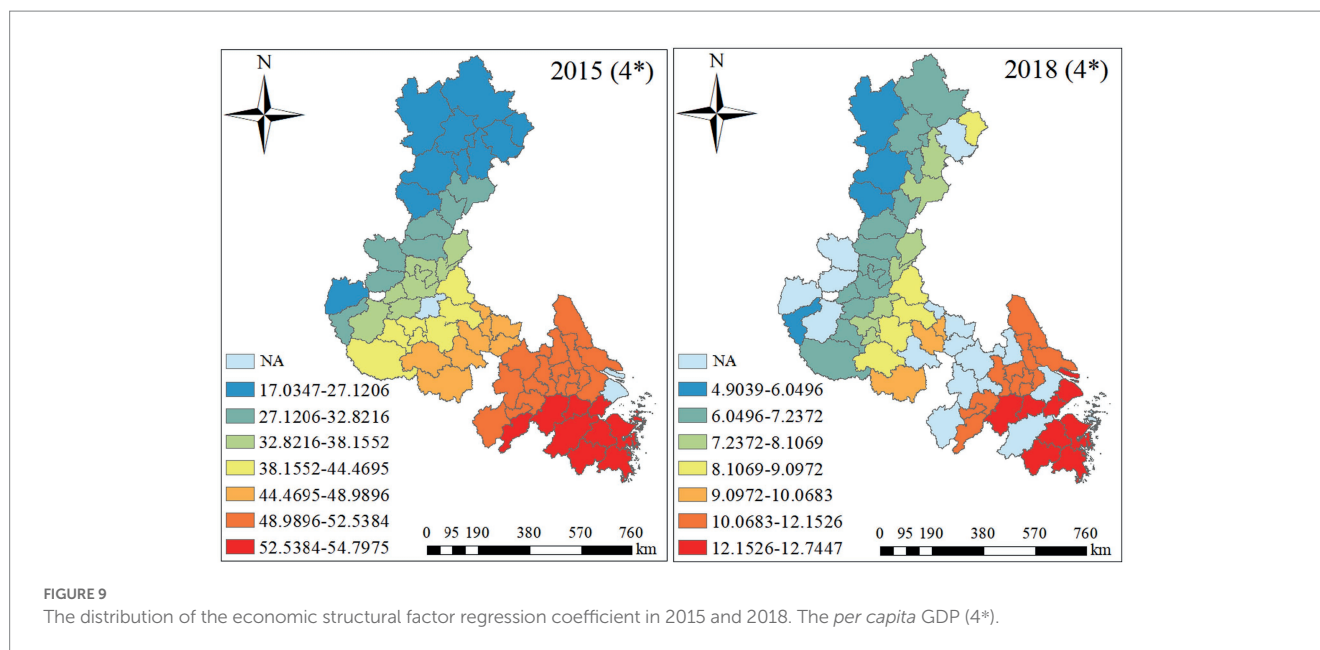 N
2015 (4*)
NA
17.0347-27.1206
27.1206-32.8216
32.8216-38.1552
38.1552-44.4695
44.4695-48.9896
48.9896-52.5384
52.5384-54.7975
0 95 190 380 570 760
km
N
2018 (4*)
NA
4.9039-6.0496
6.0496-7.2372
7.2372-8.1069
8.1069-9.0972
9.0972-10.0683
10.0683-12.1526
12.1526-12.7447
0 95 190 380 570 760
km
FIGURE 9
The distribution of the economic structural factor regression coefficient in 2015 and 2018. The per capita GDP (4*).